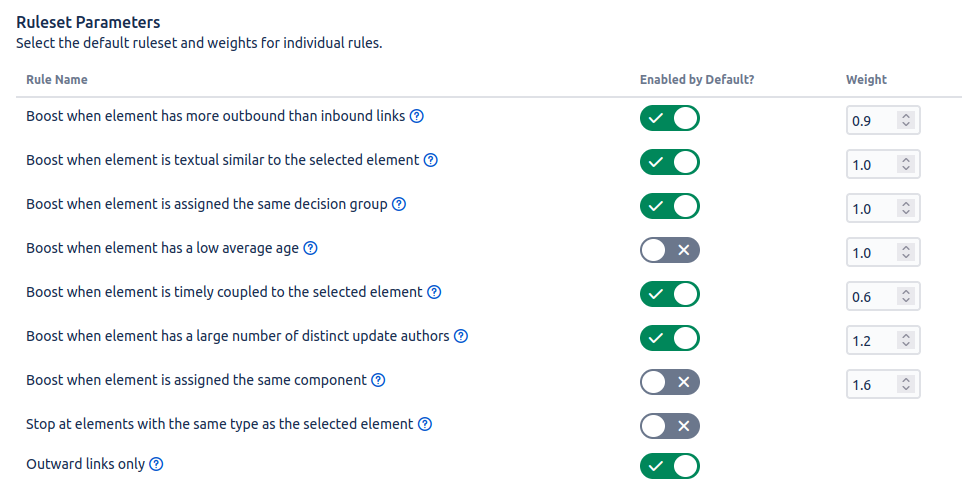 Ruleset Parameters
Select the default ruleset and weights for individual rules.
Rule Name Enabled by Default? Weight
Boost when element has more outbound than inbound links 0.9
Boost when element is textual similar to the selected element 1.0
Boost when element is assigned the same decision group 1.0
Boost when element has a low average age 1.0
Boost when element is timely coupled to the selected element 0.6
Boost when element has a large number of distinct update authors 1.2
Boost when element is assigned the same component 1.6
Stop at elements with the same type as the selected element
Outward links only